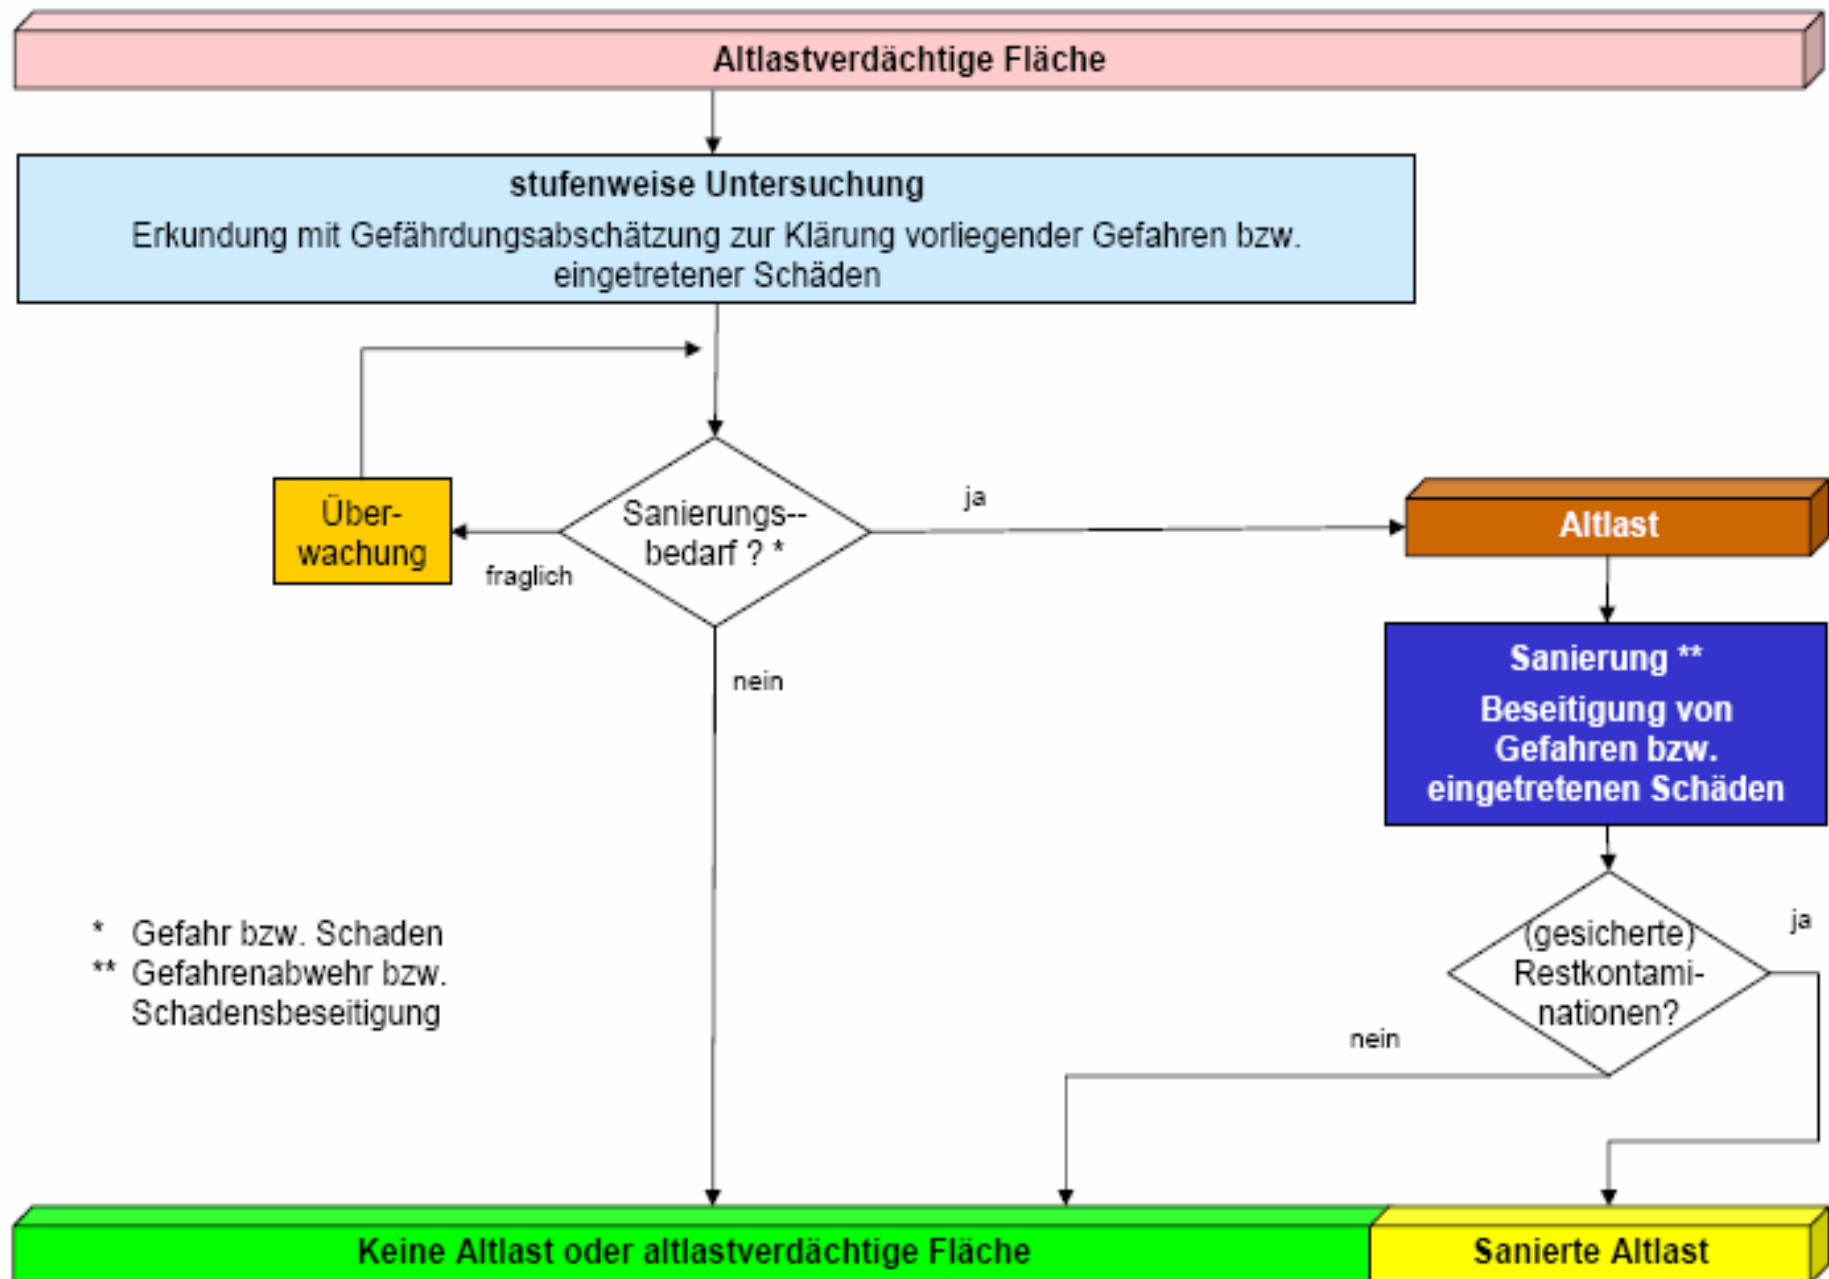 Altlastverdächtige Fläche
stufenweise Untersuchung
Erkundung mit Gefährdungsabschätzung zur Klärung vorliegender Gefahren bzw.
eingetretener Schäden
Über-
wachung
fraglich
Sanierungs--
bedarf ? *
ja
nein
Altlast
Sanierung **
Beseitigung von
Gefahren bzw.
eingetretenen Schäden
(gesicherte)
Restkontami-
nationen?
ja
nein
* Gefahr bzw. Schaden
** Gefahrenabwehr bzw.
Schadensbeseitigung
Keine Altlast oder altlastverdächtige Fläche
Sanierte Altlast